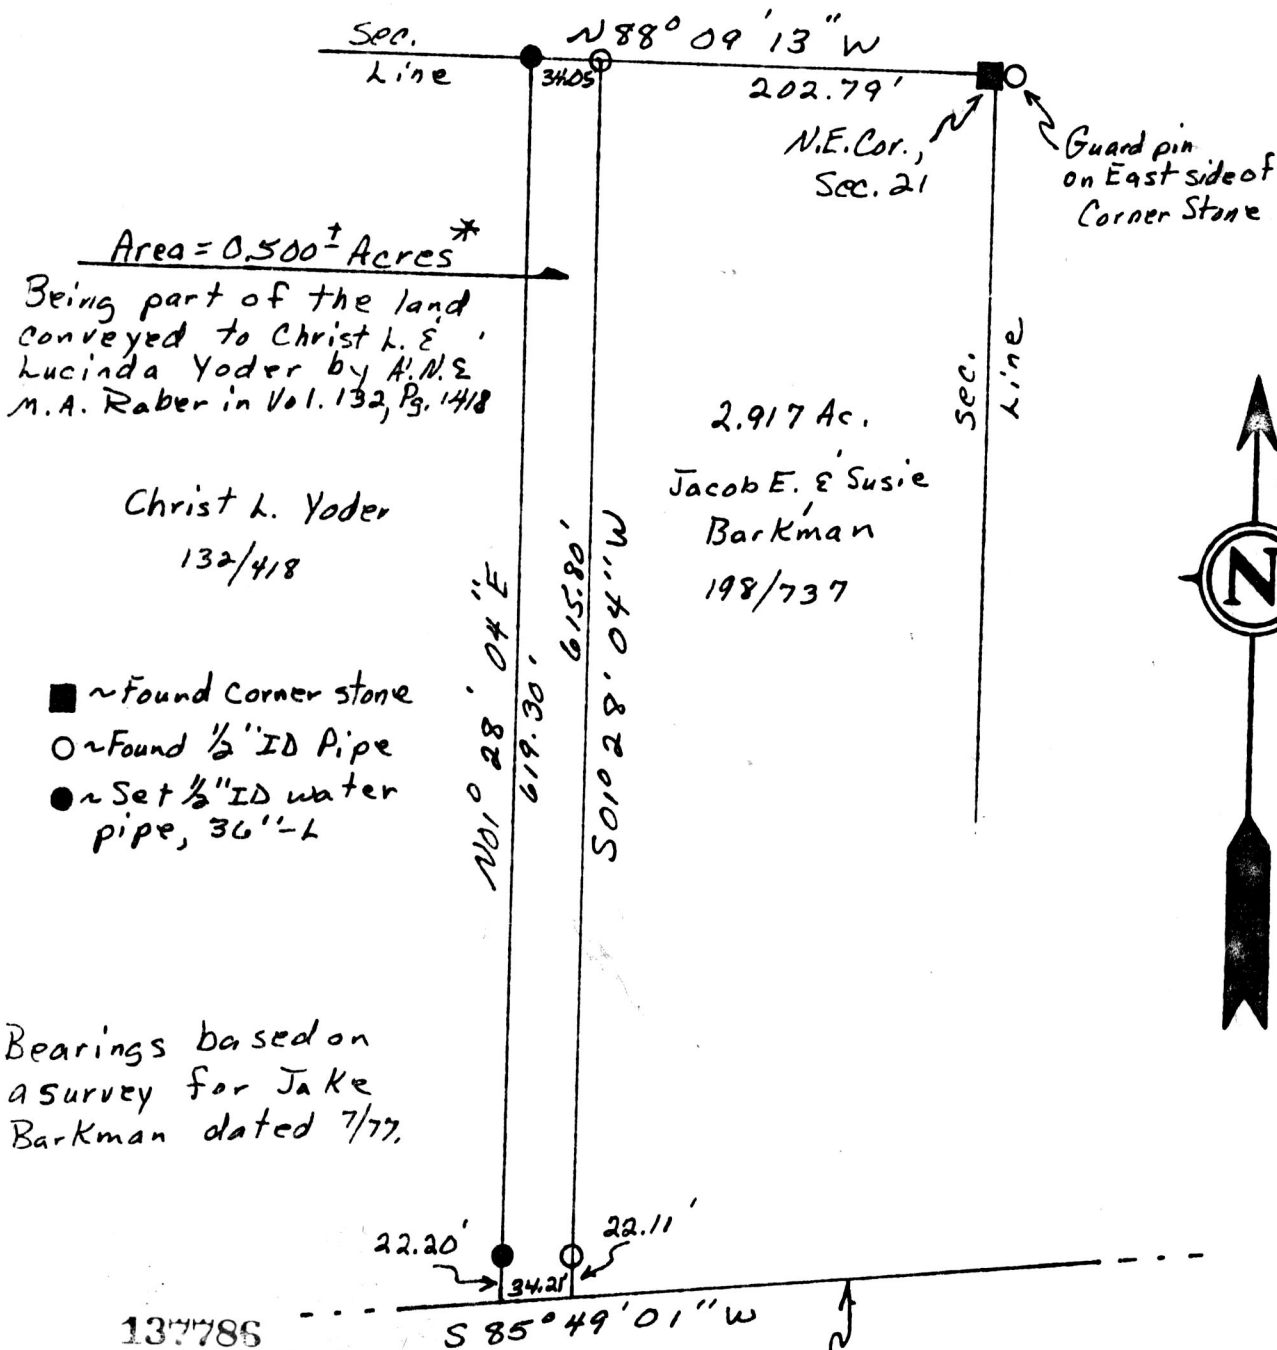 Sec.
Line
N 88° 09' 13" W
34.05
202.79'
N.E. Cor.,
Sec. 21
Guard pin
on East side of
Corner Stone
Area = 0.500 ± Acres *
Being part of the land
conveyed to Christ L. &
Lucinda Yoder by A.N. &
M.A. Raber in Vol. 132, Pg. 1418
Christ L. Yoder
132/418
Sec.
Line
2.917 Ac.
Jacob E. & Susie
Barkman
198/737
N
N01° 28' 04" E
619.30'
615.80'
S01° 28' 04" W
■ ~ Found Corner stone
○ ~ Found 1/2" ID Pipe
● ~ Set 1/2" ID water
pipe, 36"-L
Bearings based on
a survey for Jake
Barkman dated 7/77.
22.20'
22.11'
34.21'
S 85° 49' 01" W
137786